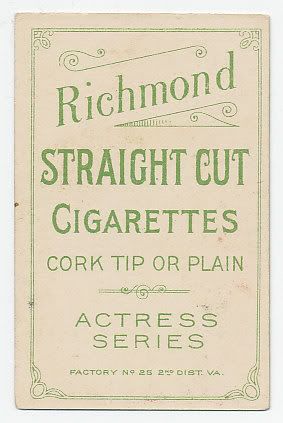 Richmond
STRAIGHT CUT
CIGARETTES
CORK TIP OR PLAIN
ACTRESS
SERIES
FACTORY Nº 25 2ND DIST. VA.